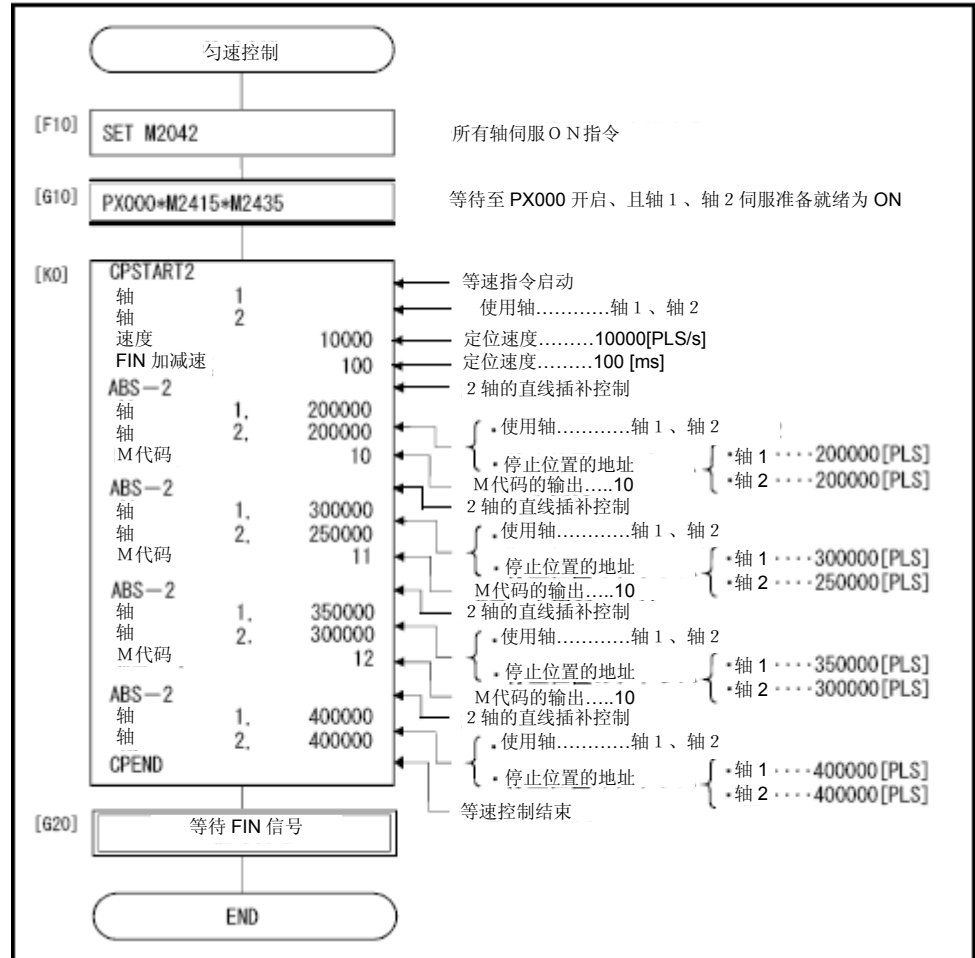 匀速控制
[F10] SET M2042 所有轴伺服ON指令
[G10] PX000*M2415*M2435 等待至 PX000 开启、且轴1、轴2伺服准备就绪为 ON
[K0] CPSTART2 等速指令启动
轴 1
轴 2 使用轴…………轴1、轴2
速度 10000 定位速度………10000[PLS/s]
FIN 加减速 100 定位速度………100 [ms]
ABS-2 2轴的直线插补控制
轴 1, 200000
轴 2, 200000 ・使用轴…………轴1、轴2
M代码 10 ・停止位置的地址 ・轴 1 ････200000[PLS]
・轴 2 ････200000[PLS]
M代码的输出…..10
ABS-2 2轴的直线插补控制
轴 1, 300000
轴 2, 250000 ・使用轴…………轴1、轴2
M代码 11 ・停止位置的地址 ・轴 1 ････300000[PLS]
・轴 2 ････250000[PLS]
M代码的输出…..10
ABS-2 2轴的直线插补控制
轴 1, 350000
轴 2, 300000 ・使用轴…………轴1、轴2
M代码 12 ・停止位置的地址 ・轴 1 ････350000[PLS]
・轴 2 ････300000[PLS]
M代码的输出…..10
ABS-2 2轴的直线插补控制
轴 1, 400000
轴 2, 400000 ・使用轴…………轴1、轴2
CPEND ・停止位置的地址 ・轴 1 ････400000[PLS]
・轴 2 ････400000[PLS]
等速控制结束
[G20] 等待 FIN 信号
END